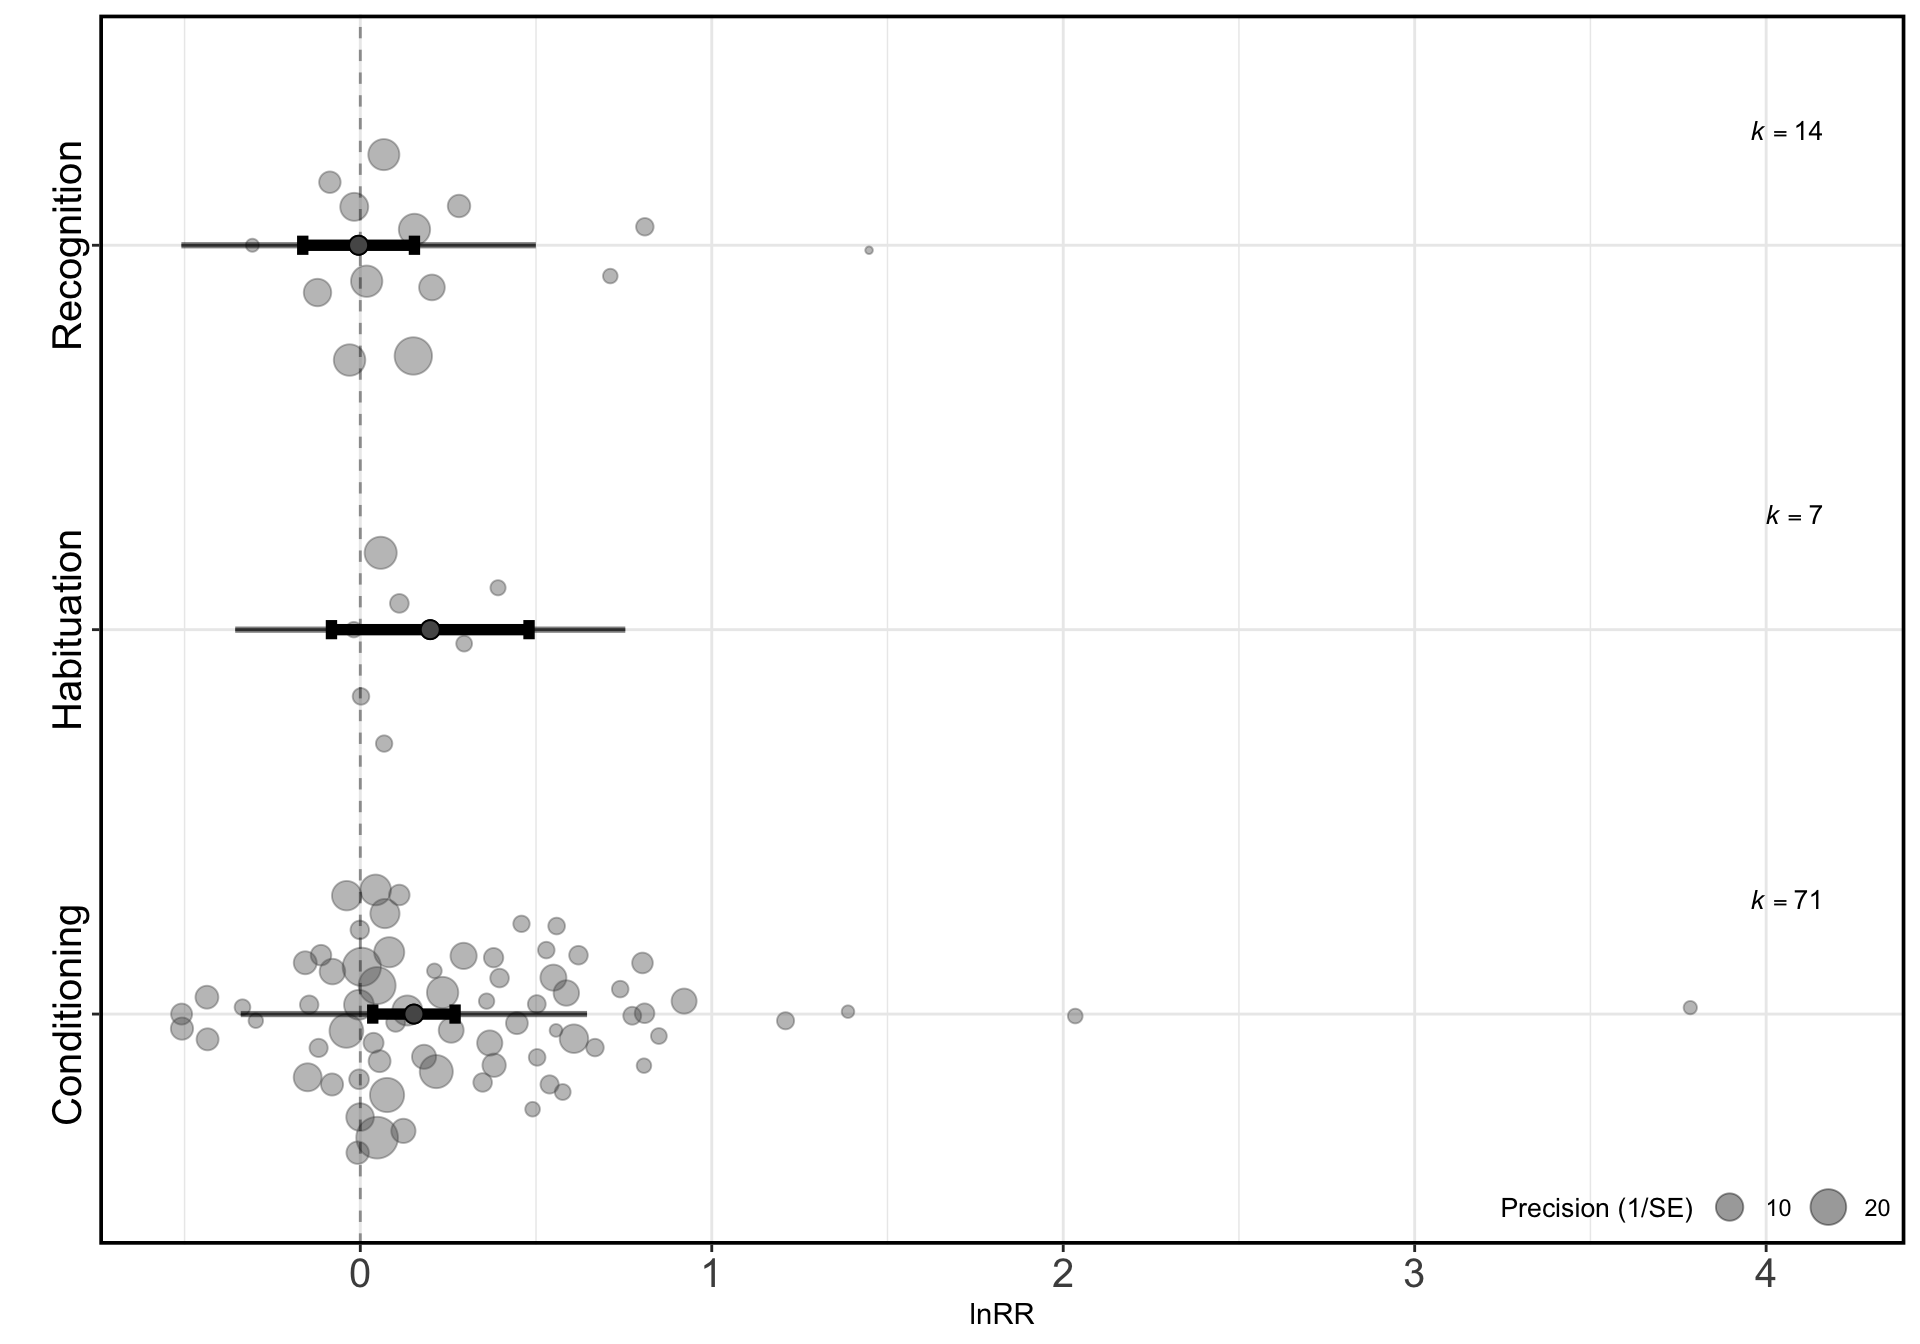 Recognition
k = 14
Habituation
k = 7
Conditioning
k = 71
Precision (1/SE) 10 20
0 1 2 3 4
lnRR